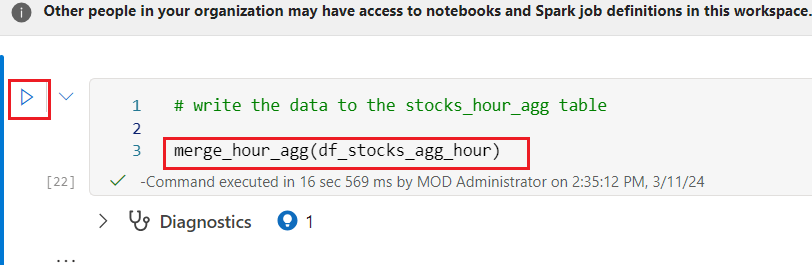 Other people in your organization may have access to notebooks and Spark job definitions in this workspace.
1 # write the data to the stocks_hour_agg table
2
3 merge_hour_agg(df_stocks_agg_hour)
[22] -Command executed in 16 sec 569 ms by MOD Administrator on 2:35:12 PM, 3/11/24
Diagnostics 1
...